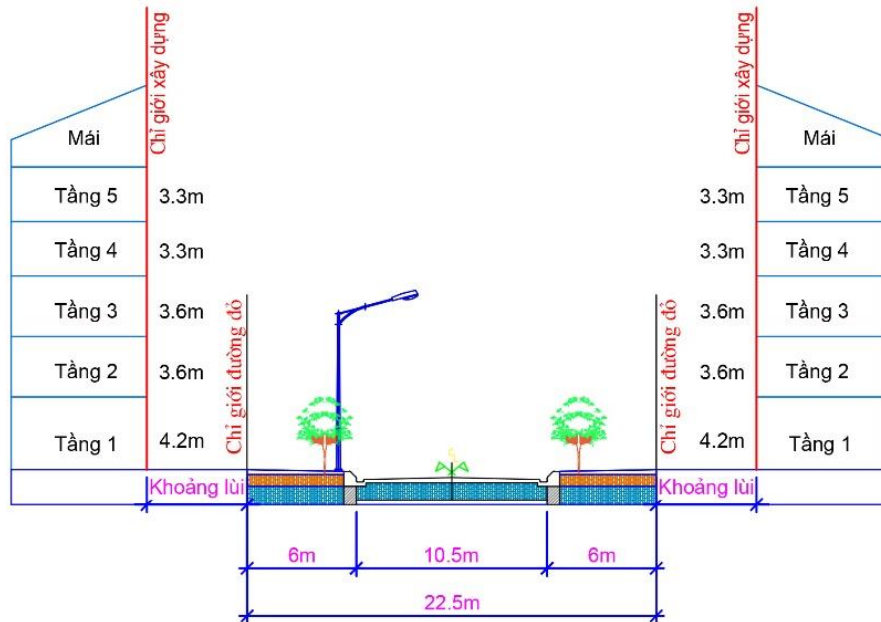 Chỉ giới xây dựng
Chỉ giới xây dựng
Mái
Mái
Tầng 5
3.3m
3.3m
Tầng 5
Tầng 4
3.3m
3.3m
Tầng 4
Tầng 3
3.6m
Chỉ giới đường đỏ
Chỉ giới đường đỏ
3.6m
Tầng 3
Tầng 2
3.6m
3.6m
Tầng 2
Tầng 1
4.2m
4.2m
Tầng 1
Khoảng lùi
Khoảng lùi
6m
10.5m
6m
22.5m